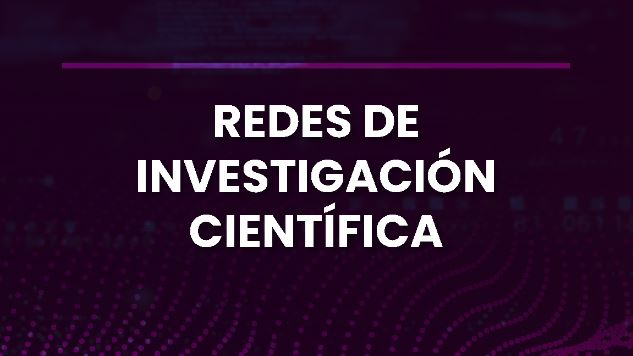 REDES DE
INVESTIGACIÓN
CIENTÍFICA